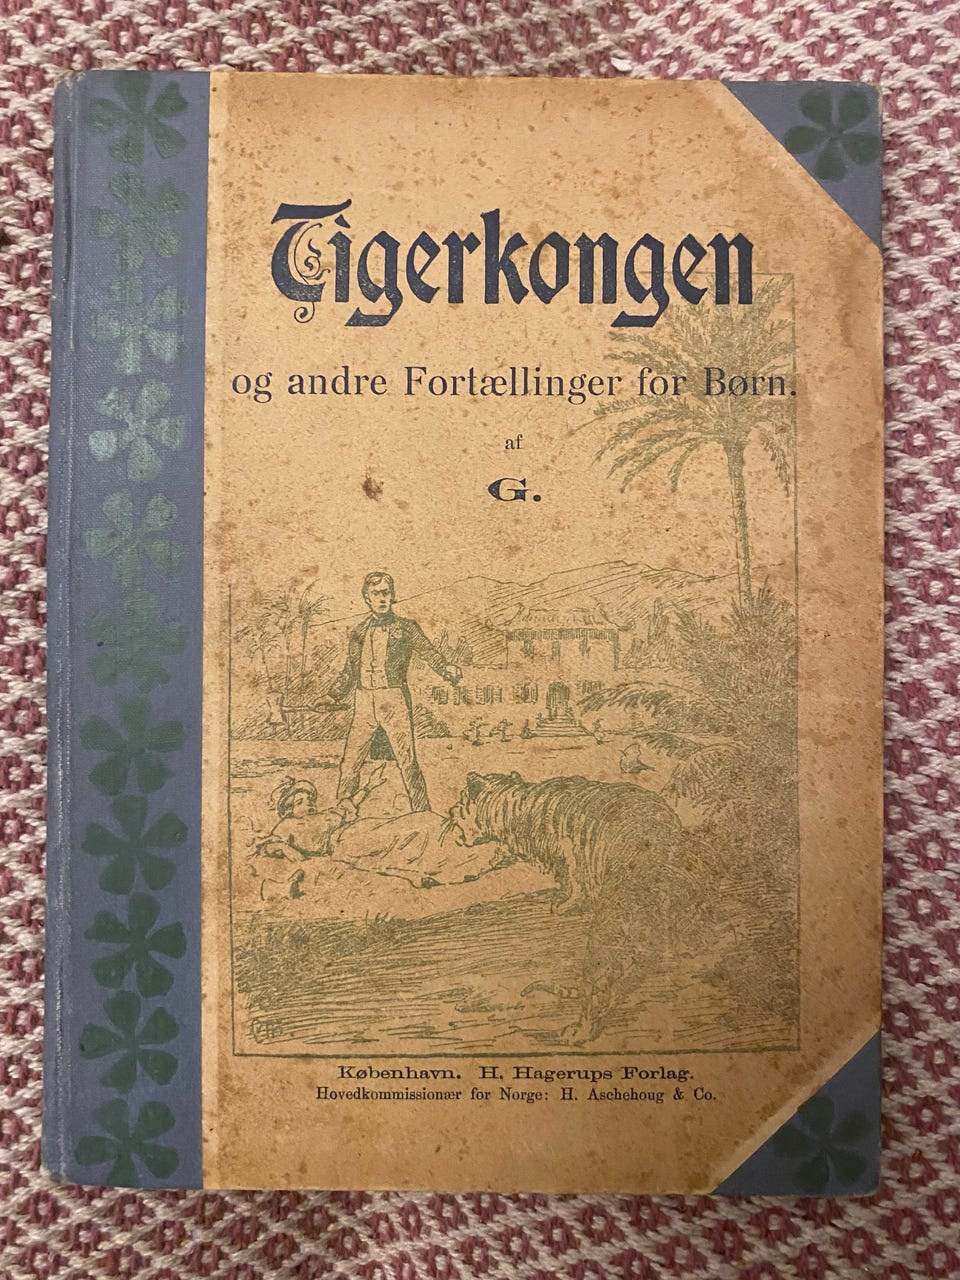 Tigerkongen
og andre Fortællinger for Børn.
af
G.
København. H. Hagerups Forlag.
Hovedkommissionær for Norge: H. Aschehoug & Co.